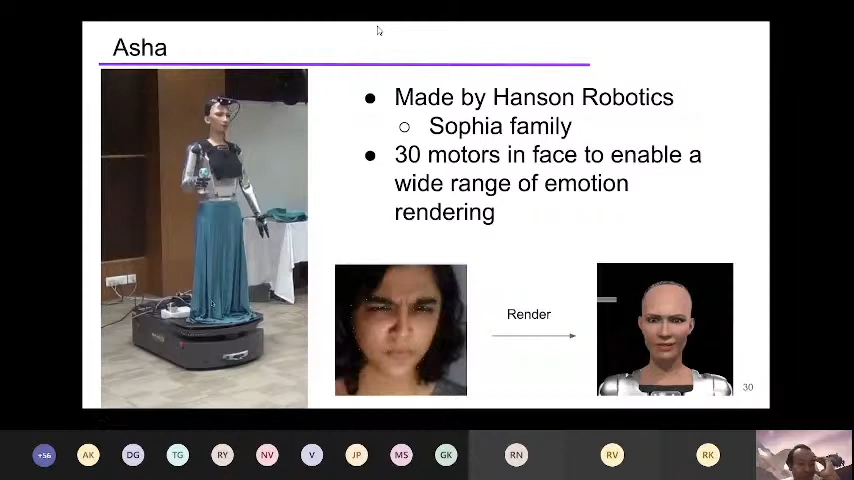 Asha
● Made by Hanson Robotics
○ Sophia family
● 30 motors in face to enable a
wide range of emotion
rendering
Render
30
+56
AK
DG
TG
RY
NV
V
JP
MS
GK
RN
RV
RK